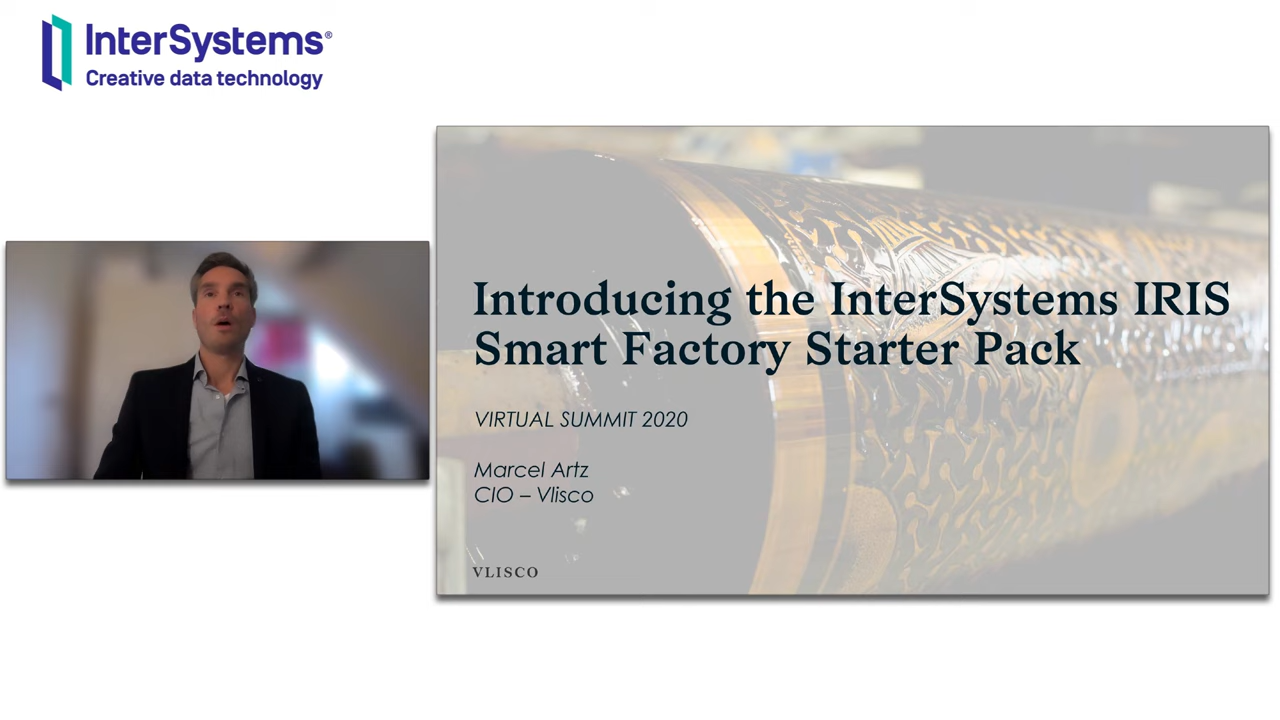 InterSystems®
Creative data technology
Introducing the InterSystems IRIS
Smart Factory Starter Pack
VIRTUAL SUMMIT 2020
Marcel Artz
CIO – Vlisco
VLISCO